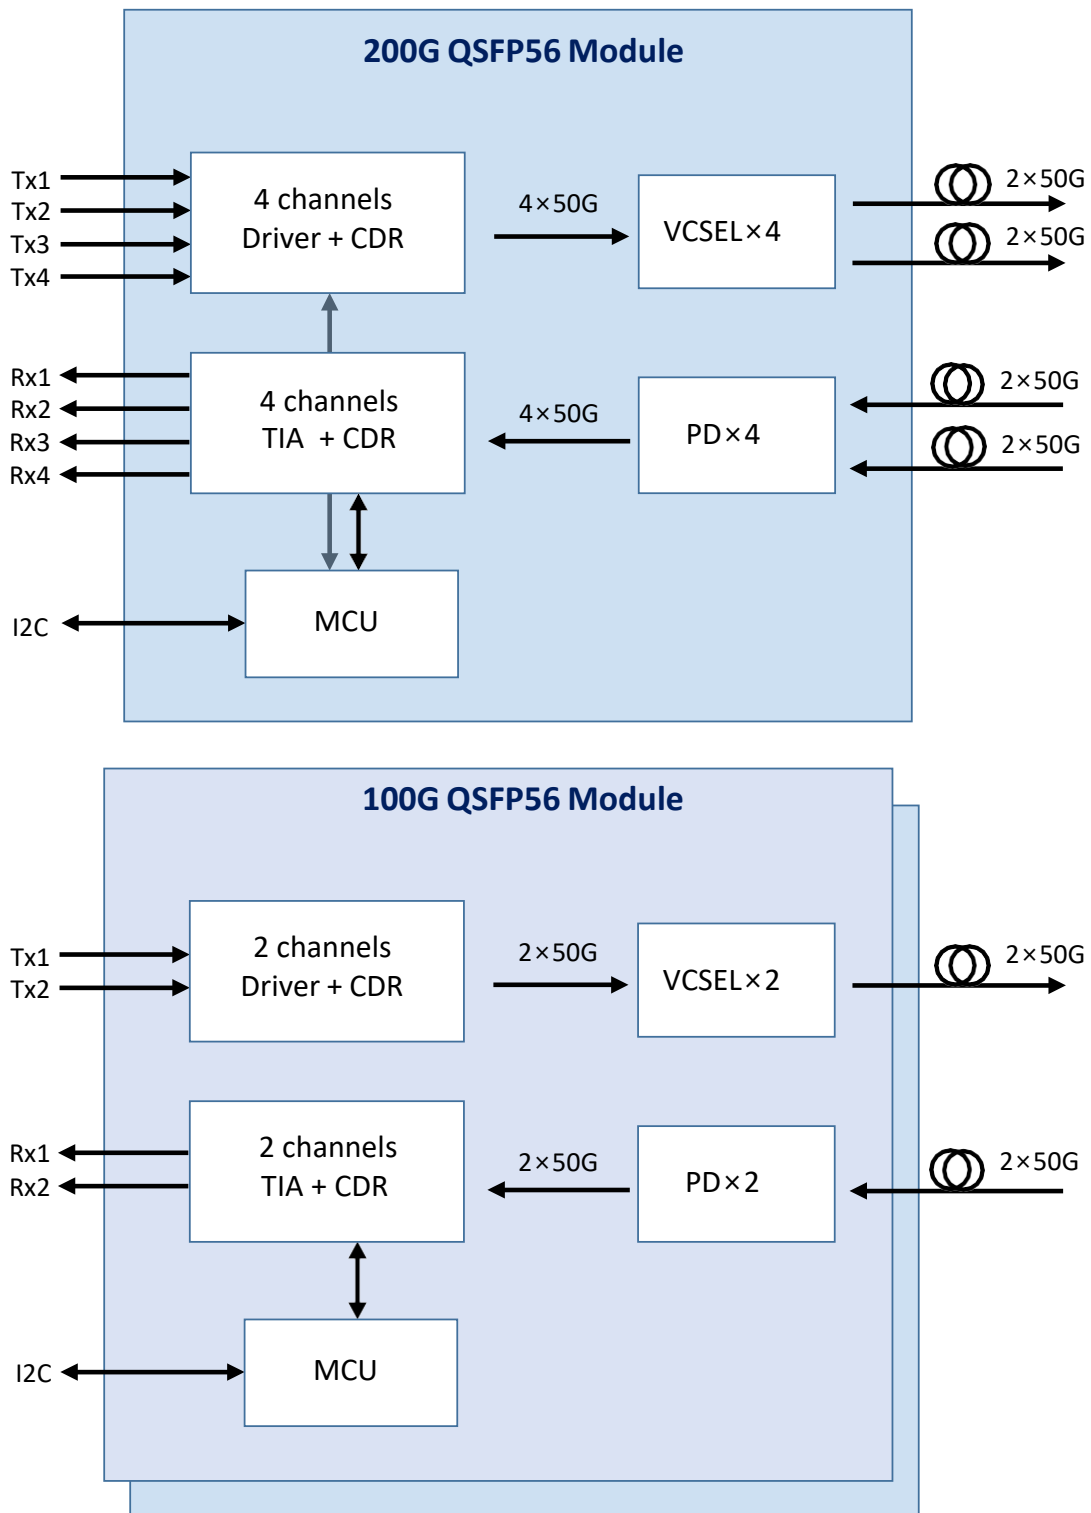 200G QSFP56 Module
Tx1
Tx2
Tx3
Tx4
4 channels
Driver + CDR
4×50G
VCSEL×4
2×50G
2×50G
Rx1
Rx2
Rx3
Rx4
4 channels
TIA + CDR
4×50G
PD×4
2×50G
2×50G
I2C
MCU
100G QSFP56 Module
Tx1
Tx2
2 channels
Driver + CDR
2×50G
VCSEL×2
2×50G
Rx1
Rx2
2 channels
TIA + CDR
2×50G
PD×2
2×50G
I2C
MCU